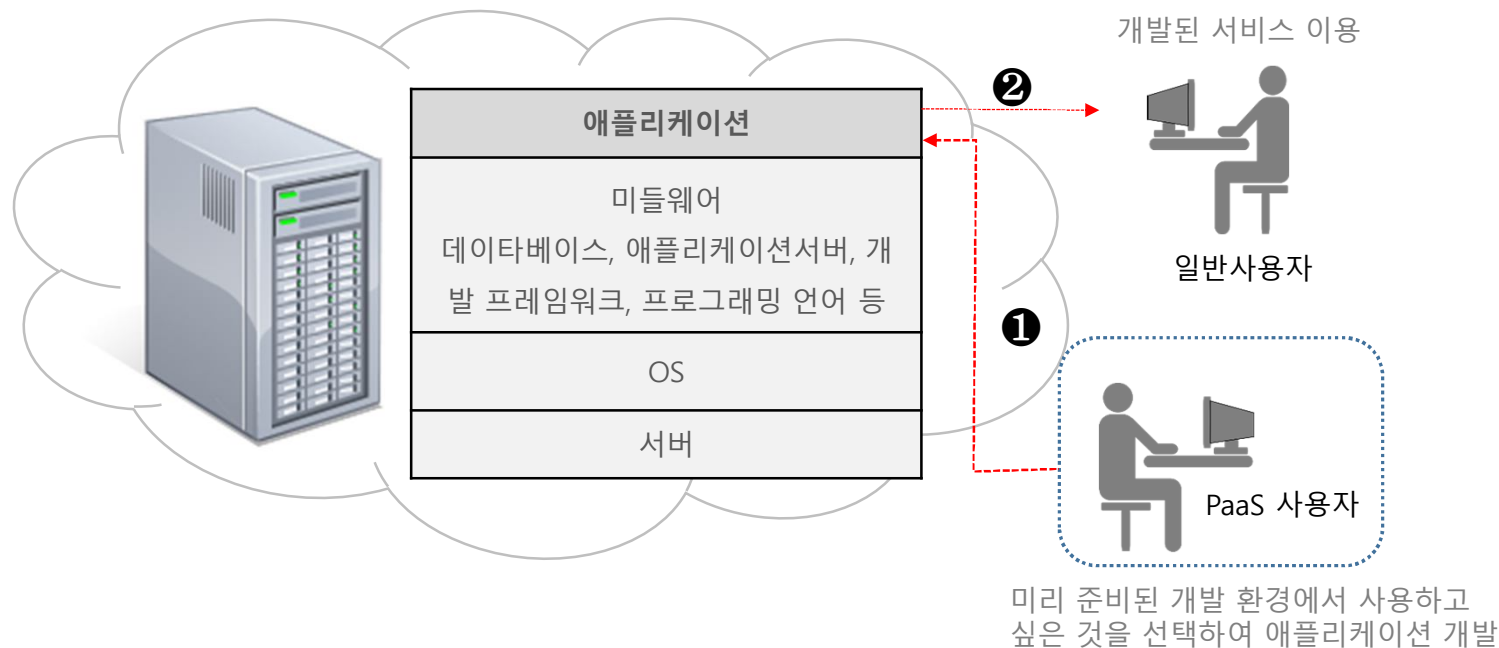 개발된 서비스 이용
❷
애플리케이션
미들웨어
데이타베이스, 애플리케이션서버, 개
발 프레임워크, 프로그래밍 언어 등
일반사용자
❶
OS
서버
PaaS 사용자
미리 준비된 개발 환경에서 사용하고
싶은 것을 선택하여 애플리케이션 개발